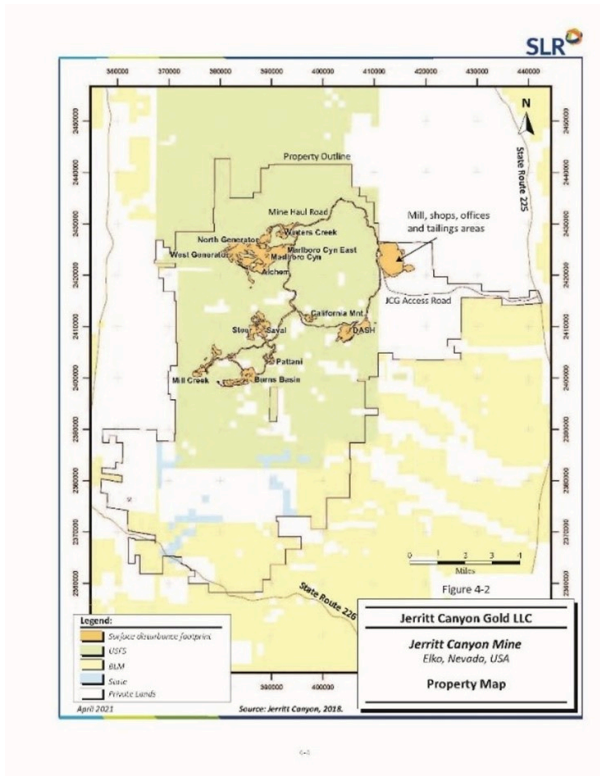 SLR
360000 370000 380000 390000 400000 410000 420000 430000 440000
N
State Route 225
Property Outline
Mine Haul Road
Mill, shops, offices
and tailings areas
Winters Creek
North Generator
Marlboro Cyn East
West Generator
Marlboro Cyn
Alchem
JCG Access Road
California Mnt.
Steer
Saval
DASH
Pattani
Mill Creek
Burns Basin
2450000
2440000
2430000
2420000
2410000
2400000
2390000
2380000
2370000
2360000
0 1 2 3 4
Miles
Figure 4-2
State Route 226
Jerritt Canyon Gold LLC
Jerritt Canyon Mine
Elko, Nevada, USA
Property Map
Legend:
Surface disturbance footprint
USFS
BLM
State
Private Lands
390000 400000
April 2021
Source: Jerritt Canyon, 2018.